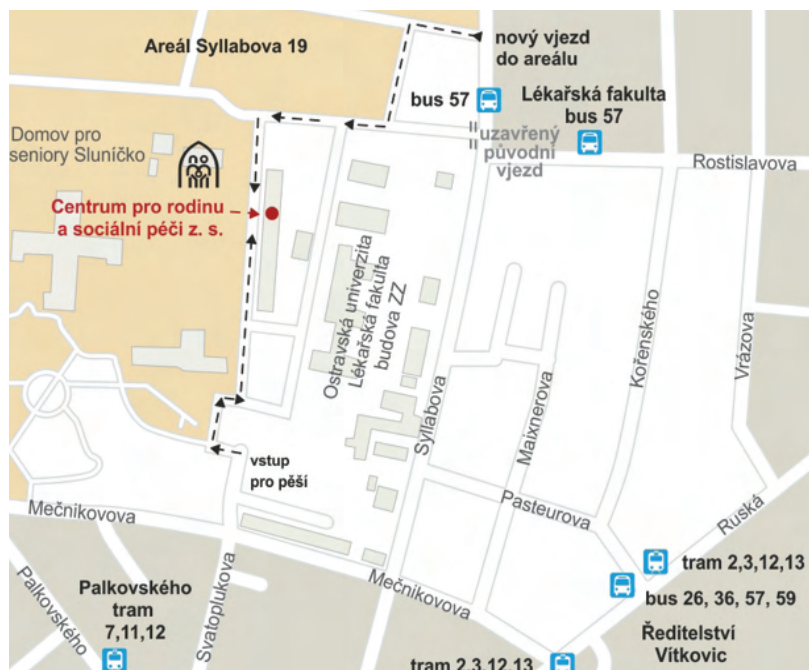 Areál Syllabova 19
nový vjezd
do areálu
bus 57
Lékařská fakulta
bus 57
Domov pro
seniory Sluníčko
uzavřený
původní
vjezd
Rostislavova
Centrum pro rodinu
a sociální péči z. s.
Ostravská univerzita
Lékařská fakulta
budova ZZ
Kořenského
Vrázova
Syllabova
Maixnerova
vstup
pro pěší
Mečnikovova
Pasteurova
Ruská
Palkovského
Palkovského
tram
7,11,12
Svatoplukova
Mečnikovova
tram 2,3,12,13
bus 26, 36, 57, 59
Ředitelství
Vítkovic
tram 2,3,12,13